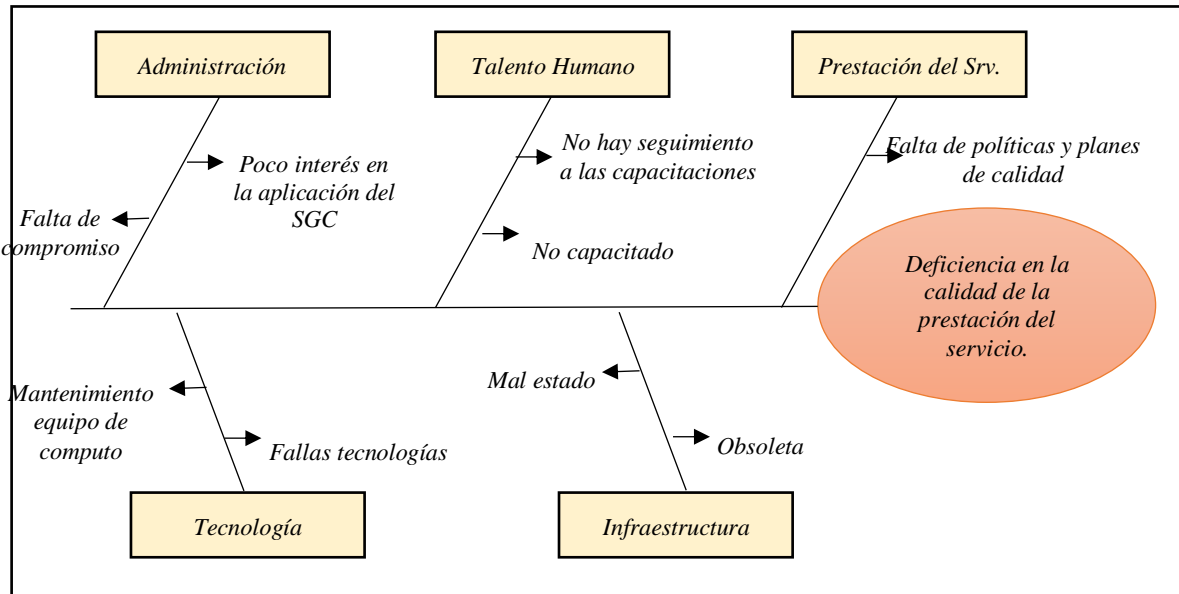 Administración
Talento Humano
Prestación del Srv.
Poco interés en
la aplicación del
SGC
Falta de
compromiso
No hay seguimiento
a las capacitaciones
No capacitado
Falta de políticas y planes
de calidad
Deficiencia en la
calidad de la
prestación del
servicio.
Mantenimiento
equipo de
computo
Fallas tecnologías
Mal estado
Obsoleta
Tecnología
Infraestructura